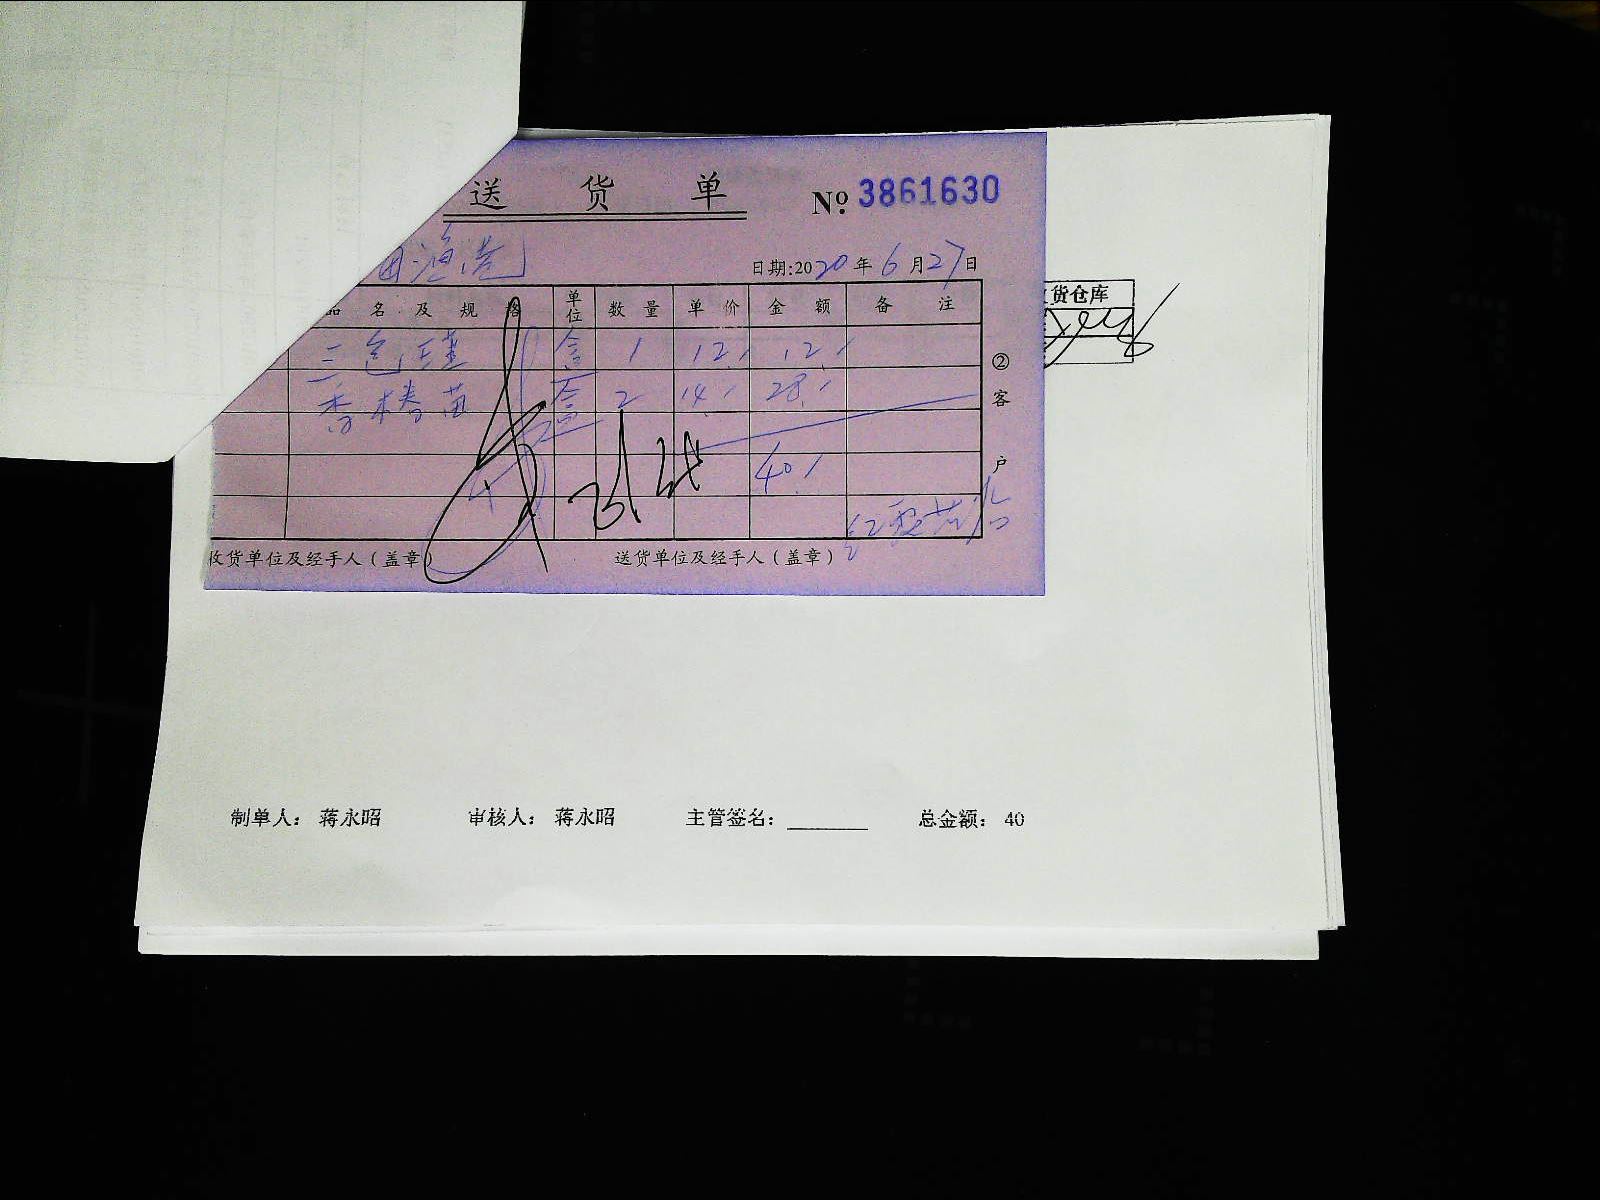 送 货 单
No. 3861630
渔港
日期:2020年6月27日
品 名 及 规 格 单位 数 量 单 价 金 额 备 注
三色 盒 1 12 12
香椿苗 盒 2 14 28
40
② 客 户
收货单位及经手人(盖章)
送货单位及经手人(盖章)
货仓库
制单人: 蒋永昭 审核人: 蒋永昭 主管签名: 总金额: 40